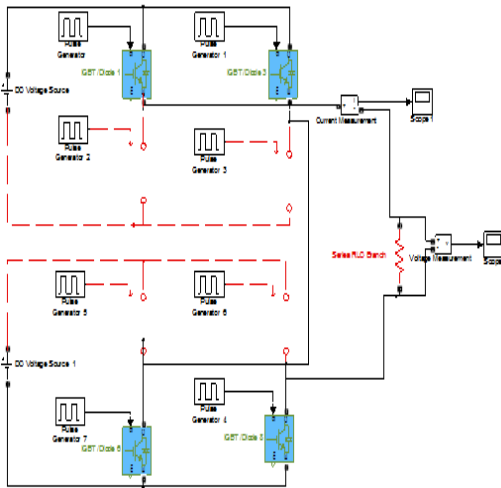 Pulse
Generator
IGBT/Diode 1
Pulse
Generator 1
IGBT/Diode 3
DC Voltage Source
Current Measurement
Scope 1
Pulse
Generator 2
Pulse
Generator 3
Series RLC Branch
Voltage Measurement
Scope
Pulse
Generator 5
Pulse
Generator 6
DC Voltage Source 1
Pulse
Generator 7
IGBT/Diode 6
Pulse
Generator 4
IGBT/Diode 8